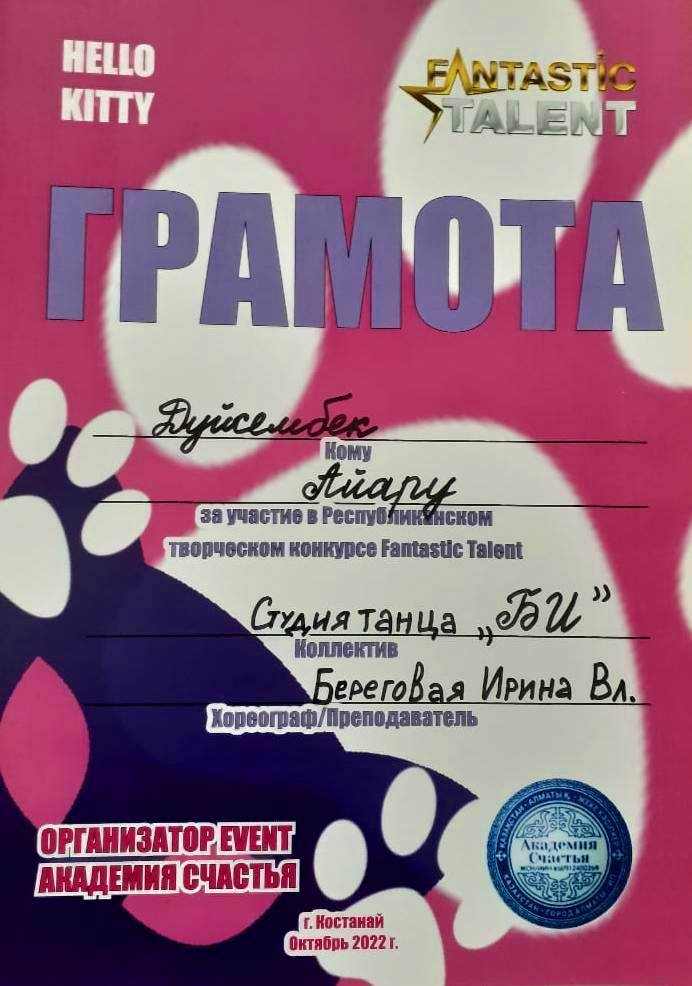 HELLO
KITTY
FANTASTIC
TALENT
ГРАМОТА
Дуйсембек
Кому
Айару
за участие в Республиканском
творческом конкурсе Fantastic Talent
Студия танца „БИ”
Коллектив
Береговая Ирина Вл.
Хореограф/Преподаватель
ОРГАНИЗАТОР EVENT
АКАДЕМИЯ СЧАСТЬЯ
Академия
Счастья
г. Костанай
Октябрь 2022 г.